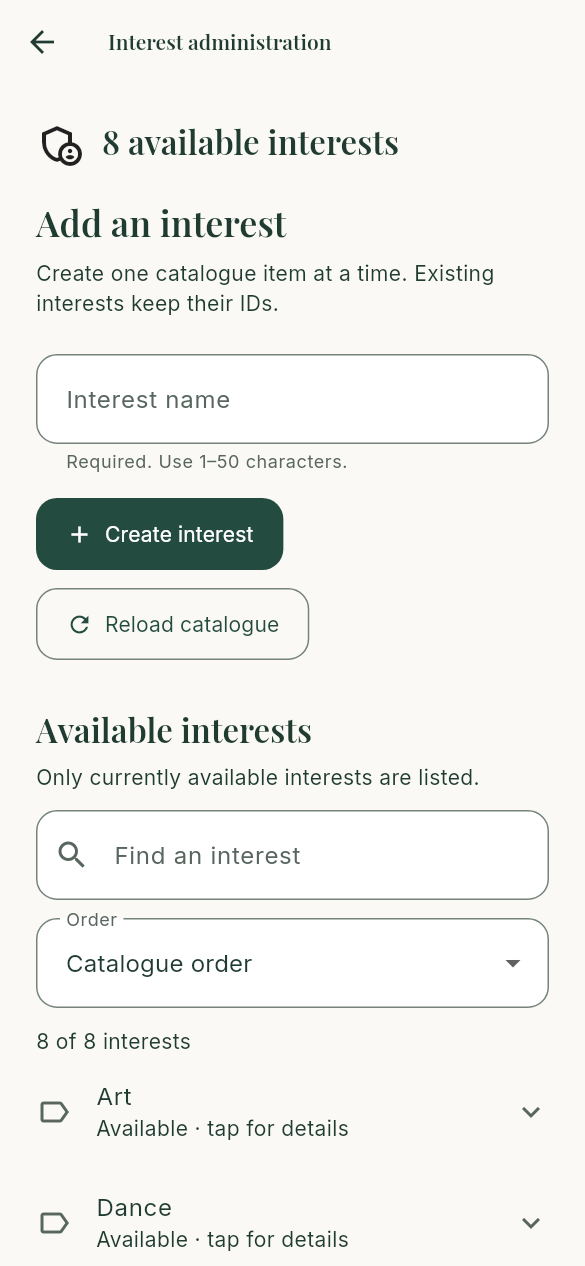 Interest administration
8 available interests
Add an interest
Create one catalogue item at a time. Existing
interests keep their IDs.
Interest name
Required. Use 1–50 characters.
Create interest
Reload catalogue
Available interests
Only currently available interests are listed.
Find an interest
Order
Catalogue order
8 of 8 interests
Art
Available · tap for details
Dance
Available · tap for details